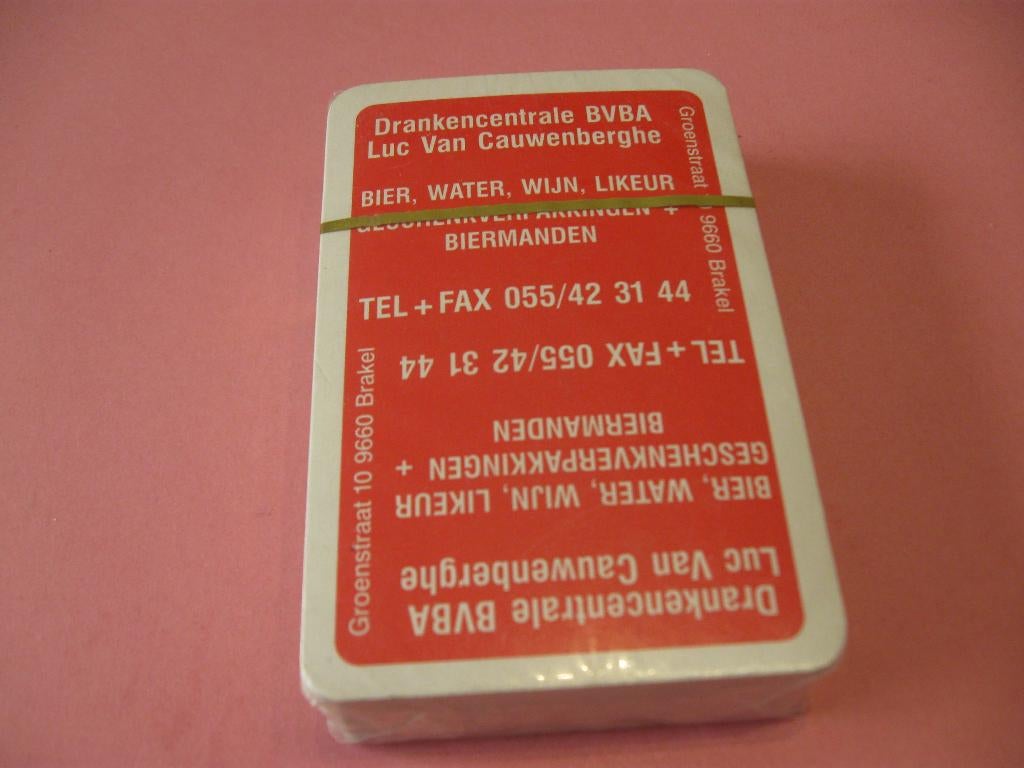 Drankencentrale BVBA
Luc Van Cauwenberghe
BIER, WATER, WIJN, LIKEUR
GESCHENKVERPAKKINGEN +
BIERMANDEN
TEL + FAX 055/42 31 44
Groenstraat 10 9660 Brakel
Drankencentrale BVBA
Luc Van Cauwenberghe
BIER, WATER, WIJN, LIKEUR
GESCHENKVERPAKKINGEN +
BIERMANDEN
TEL + FAX 055/42 31 44
Groenstraat 10 9660 Brakel